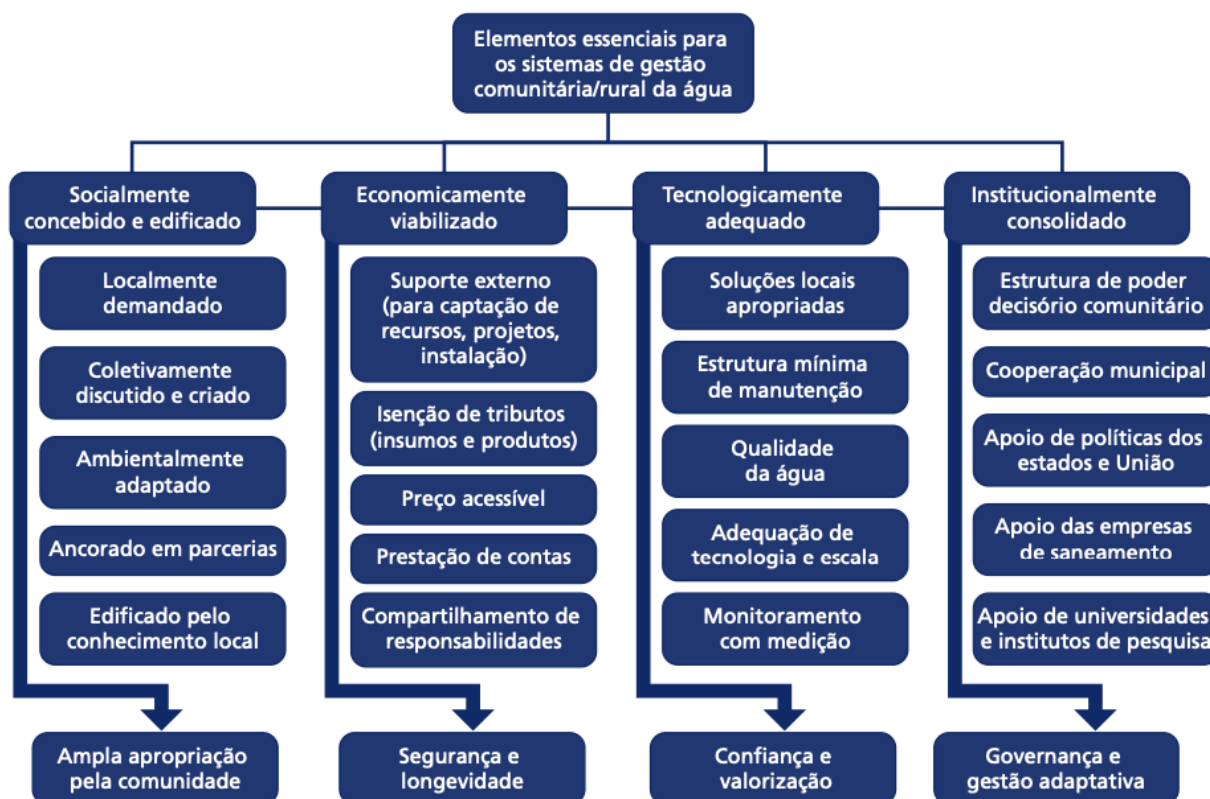 Elementos essenciais para
os sistemas de gestão
comunitária/rural da água
Socialmente
concebido e edificado
Localmente
demandado
Coletivamente
discutido e criado
Ambientalmente
adaptado
Ancorado em parcerias
Edificado pelo
conhecimento local
Ampla apropriação
pela comunidade
Economicamente
viabilizado
Suporte externo
(para captação de
recursos, projetos,
instalação)
Isenção de tributos
(insumos e produtos)
Preço acessível
Prestação de contas
Compartilhamento de
responsabilidades
Segurança e
longevidade
Tecnologicamente
adequado
Soluções locais
apropriadas
Estrutura mínima
de manutenção
Qualidade
da água
Adequação de
tecnologia e escala
Monitoramento
com medição
Confiança e
valorização
Institucionalmente
consolidado
Estrutura de poder
decisório comunitário
Cooperação municipal
Apoio de políticas dos
estados e União
Apoio das empresas
de saneamento
Apoio de universidades
e institutos de pesquisa
Governança e
gestão adaptativa